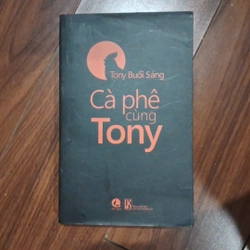 Tony Buổi Sáng
Cà phê
cùng
Tony